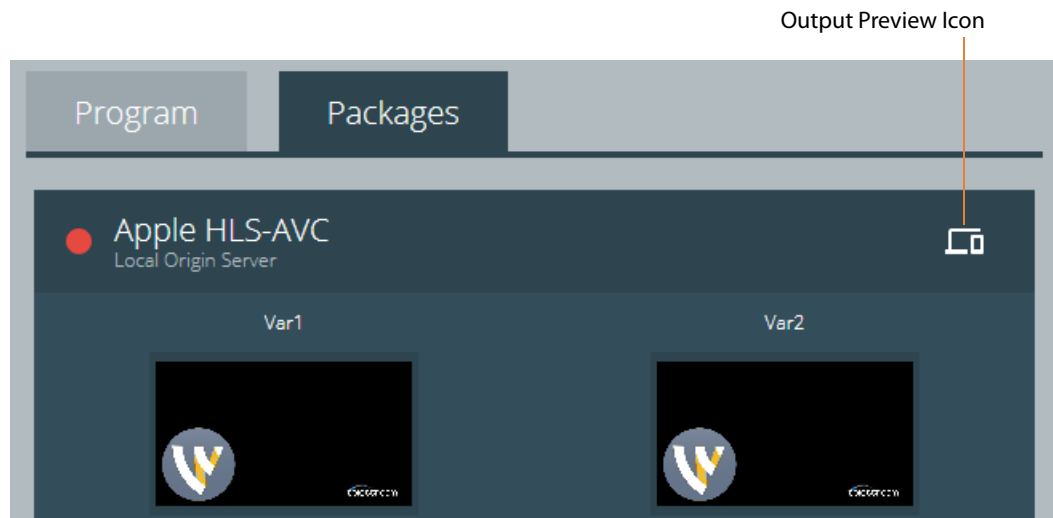 Output Preview Icon
Program
Packages
Apple HLS-AVC
Local Origin Server
Var1
Var2